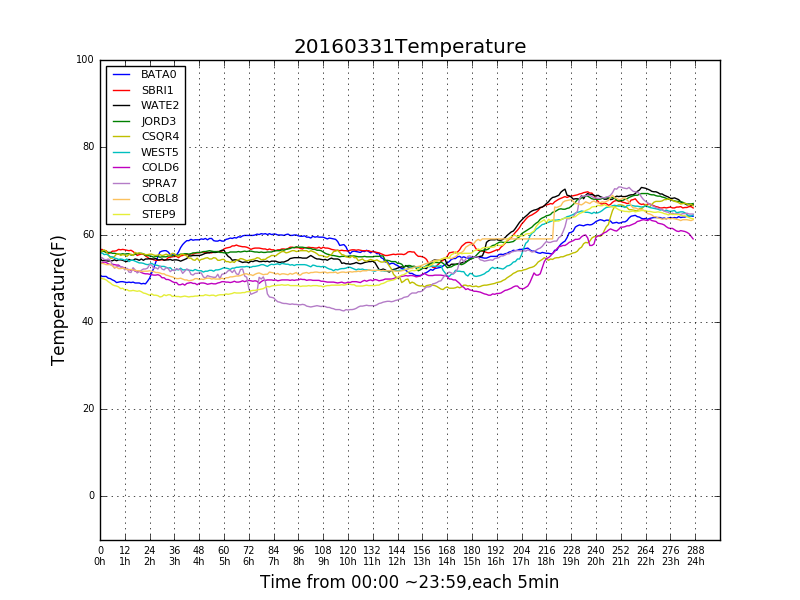 20160331Temperature
100
80
60
40
20
0
Temperature(F)
BATA0
SBRI1
WATE2
JORD3
CSQR4
WEST5
COLD6
SPRA7
COBL8
STEP9
0 12 24 36 48 60 72 84 96 108 120 132 144 156 168 180 192 204 216 228 240 252 264 276 288
0h 1h 2h 3h 4h 5h 6h 7h 8h 9h 10h 11h 12h 13h 14h 15h 16h 17h 18h 19h 20h 21h 22h 23h 24h
Time from 00:00 ~23:59,each 5min